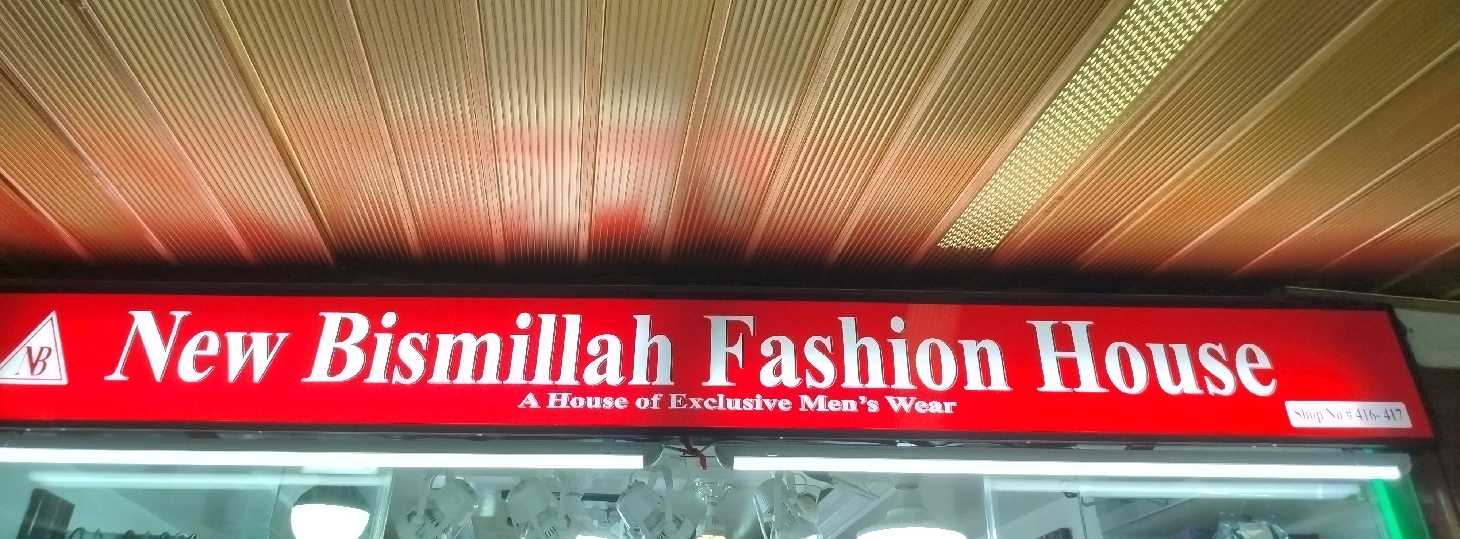 NB
New Bismillah Fashion House
A House of Exclusive Men's Wear
Shop No # 416-417